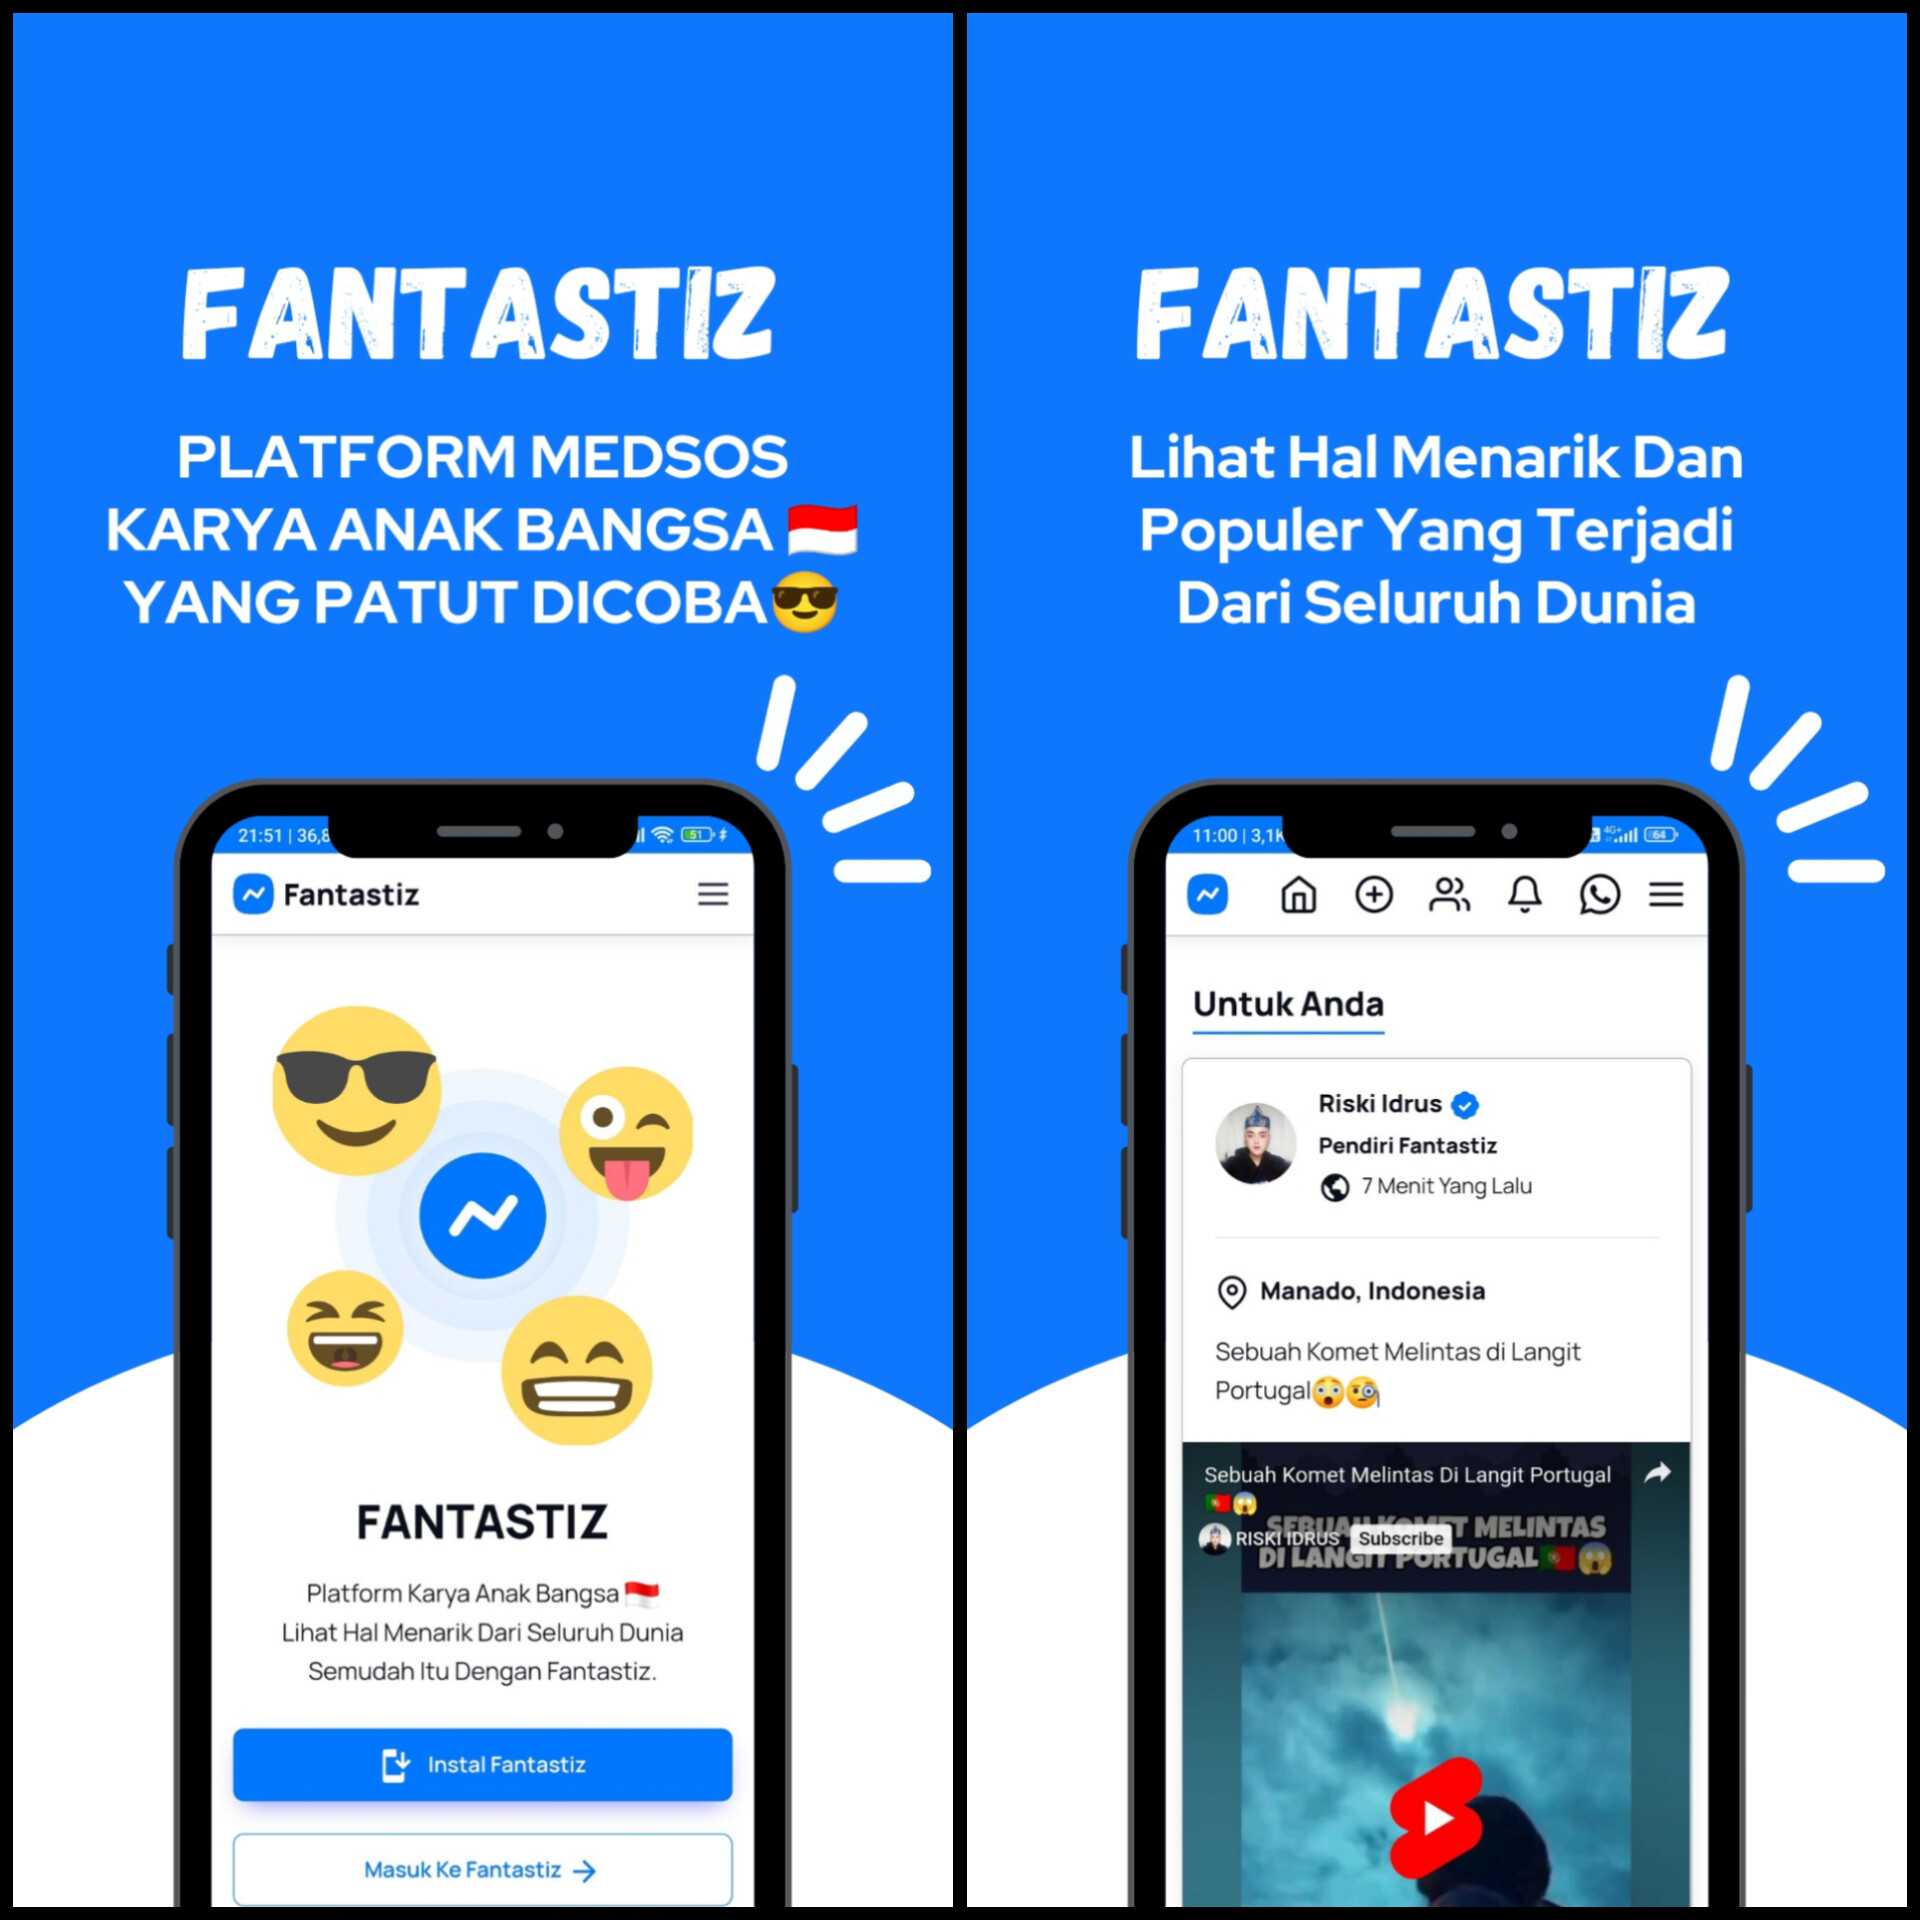 FANTASTIZ
PLATFORM MEDSOS
KARYA ANAK BANGSA 🇮🇩
YANG PATUT DICOBA😎
21:51 | 36,8
51
Fantastiz
FANTASTIZ
Platform Karya Anak Bangsa 🇮🇩
Lihat Hal Menarik Dari Seluruh Dunia
Semudah Itu Dengan Fantastiz.
Instal Fantastiz
Masuk Ke Fantastiz →
FANTASTIZ
Lihat Hal Menarik Dan
Populer Yang Terjadi
Dari Seluruh Dunia
11:00 | 3,1K
4G+ 64
Untuk Anda
Riski Idrus
Pendiri Fantastiz
7 Menit Yang Lalu
Manado, Indonesia
Sebuah Komet Melintas di Langit
Portugal😲🧐
Sebuah Komet Melintas Di Langit Portugal
🇵🇹😱
SEBUAH KOMET MELINTAS
RISKI IDRUS Subscribe
DI LANGIT PORTUGAL🇵🇹😱